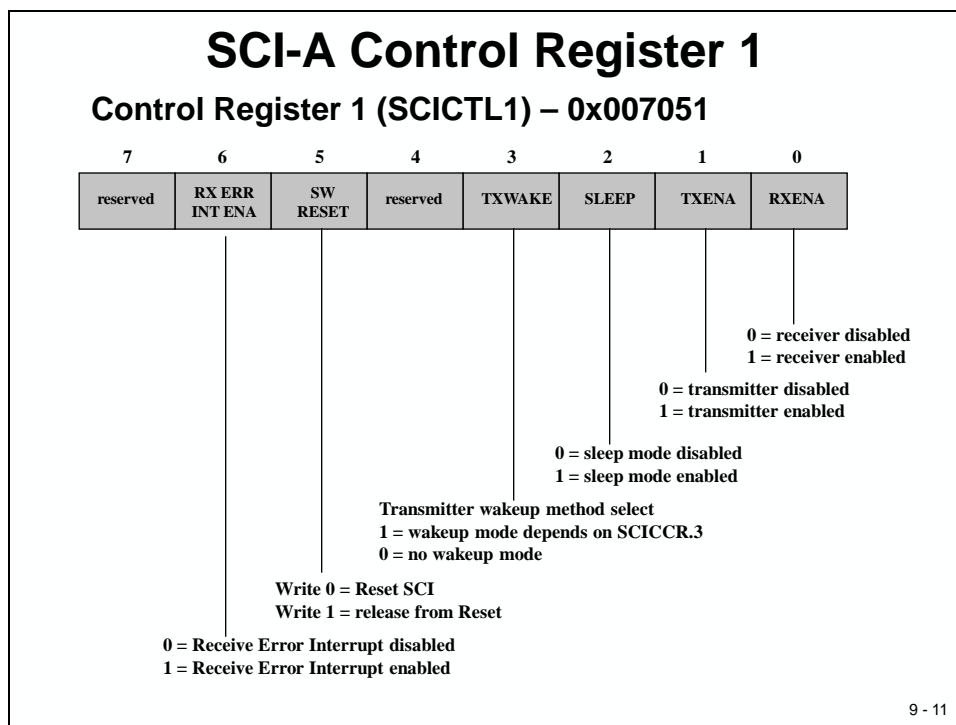 SCI-A Control Register 1
Control Register 1 (SCICTL1) – 0x007051
7 6 5 4 3 2 1 0
reserved RX ERR INT ENA SW RESET reserved TXWAKE SLEEP TXENA RXENA
0 = receiver disabled
1 = receiver enabled
0 = transmitter disabled
1 = transmitter enabled
0 = sleep mode disabled
1 = sleep mode enabled
Transmitter wakeup method select
1 = wakeup mode depends on SCICCR.3
0 = no wakeup mode
Write 0 = Reset SCI
Write 1 = release from Reset
0 = Receive Error Interrupt disabled
1 = Receive Error Interrupt enabled
9 - 11